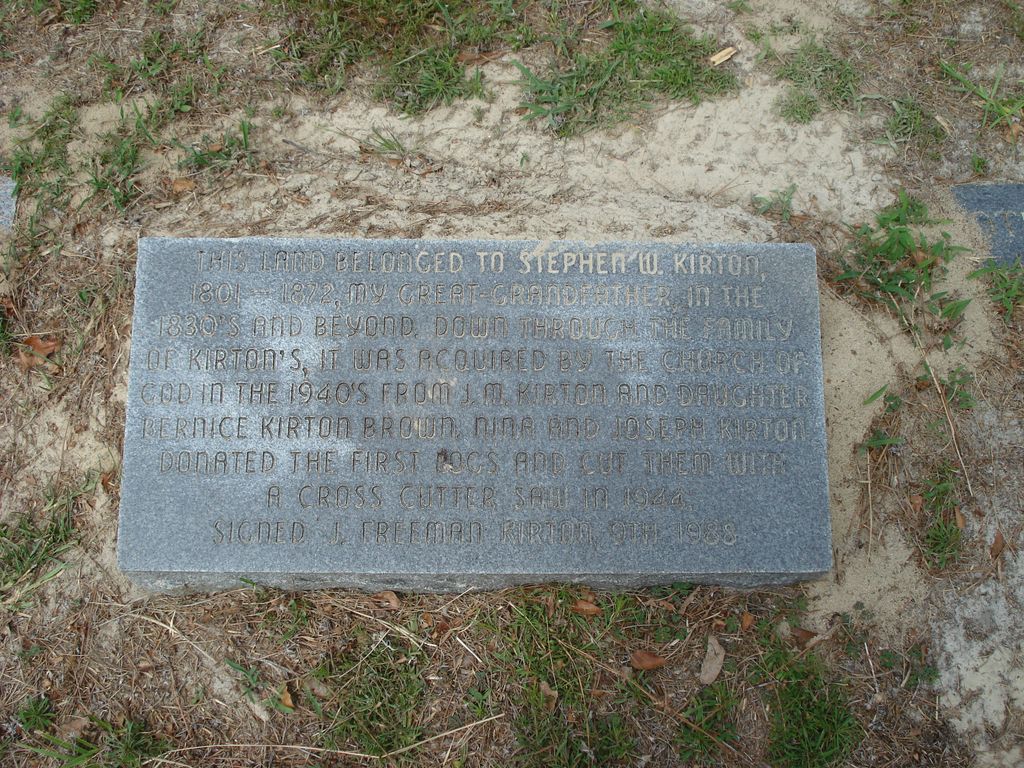 THIS LAND BELONGED TO STEPHEN W. KIRTON,
1801 - 1872, MY GREAT-GRANDFATHER, IN THE
1830'S AND BEYOND. DOWN THROUGH THE FAMILY
OF KIRTON'S, IT WAS ACQUIRED BY THE CHURCH OF
GOD IN THE 1940'S FROM J. M. KIRTON AND DAUGHTER
BERNICE KIRTON BROWN. NINA AND JOSEPH KIRTON
DONATED THE FIRST LOGS AND CUT THEM WITH
A CROSS CUTTER SAW IN 1944.
SIGNED J. FREEMAN KIRTON, 9TH 1988